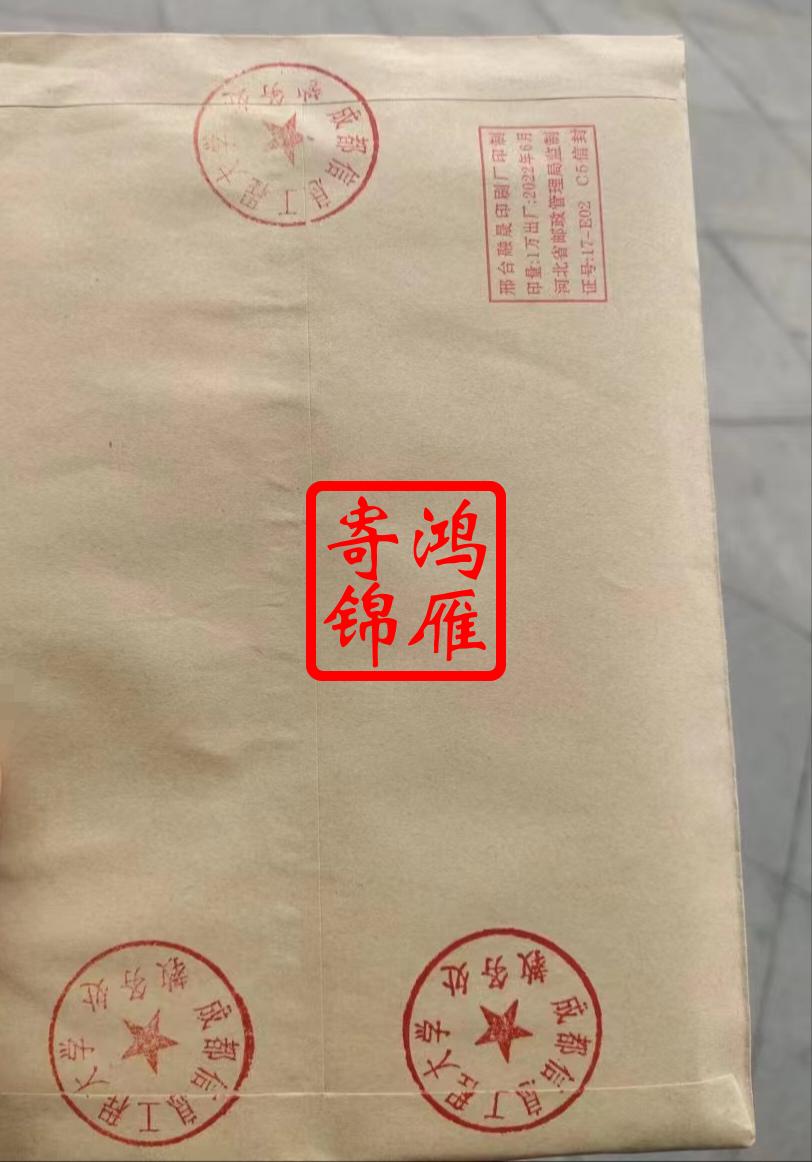 成都信息工程大学
教务处
邢台融晟印刷厂印制
印量:1万出厂:2022年6月
河北省邮政管理局监制
证号:17-E02 C5信封
鸿雁
寄锦
成都信息工程大学
教务处
成都信息工程大学
教务处